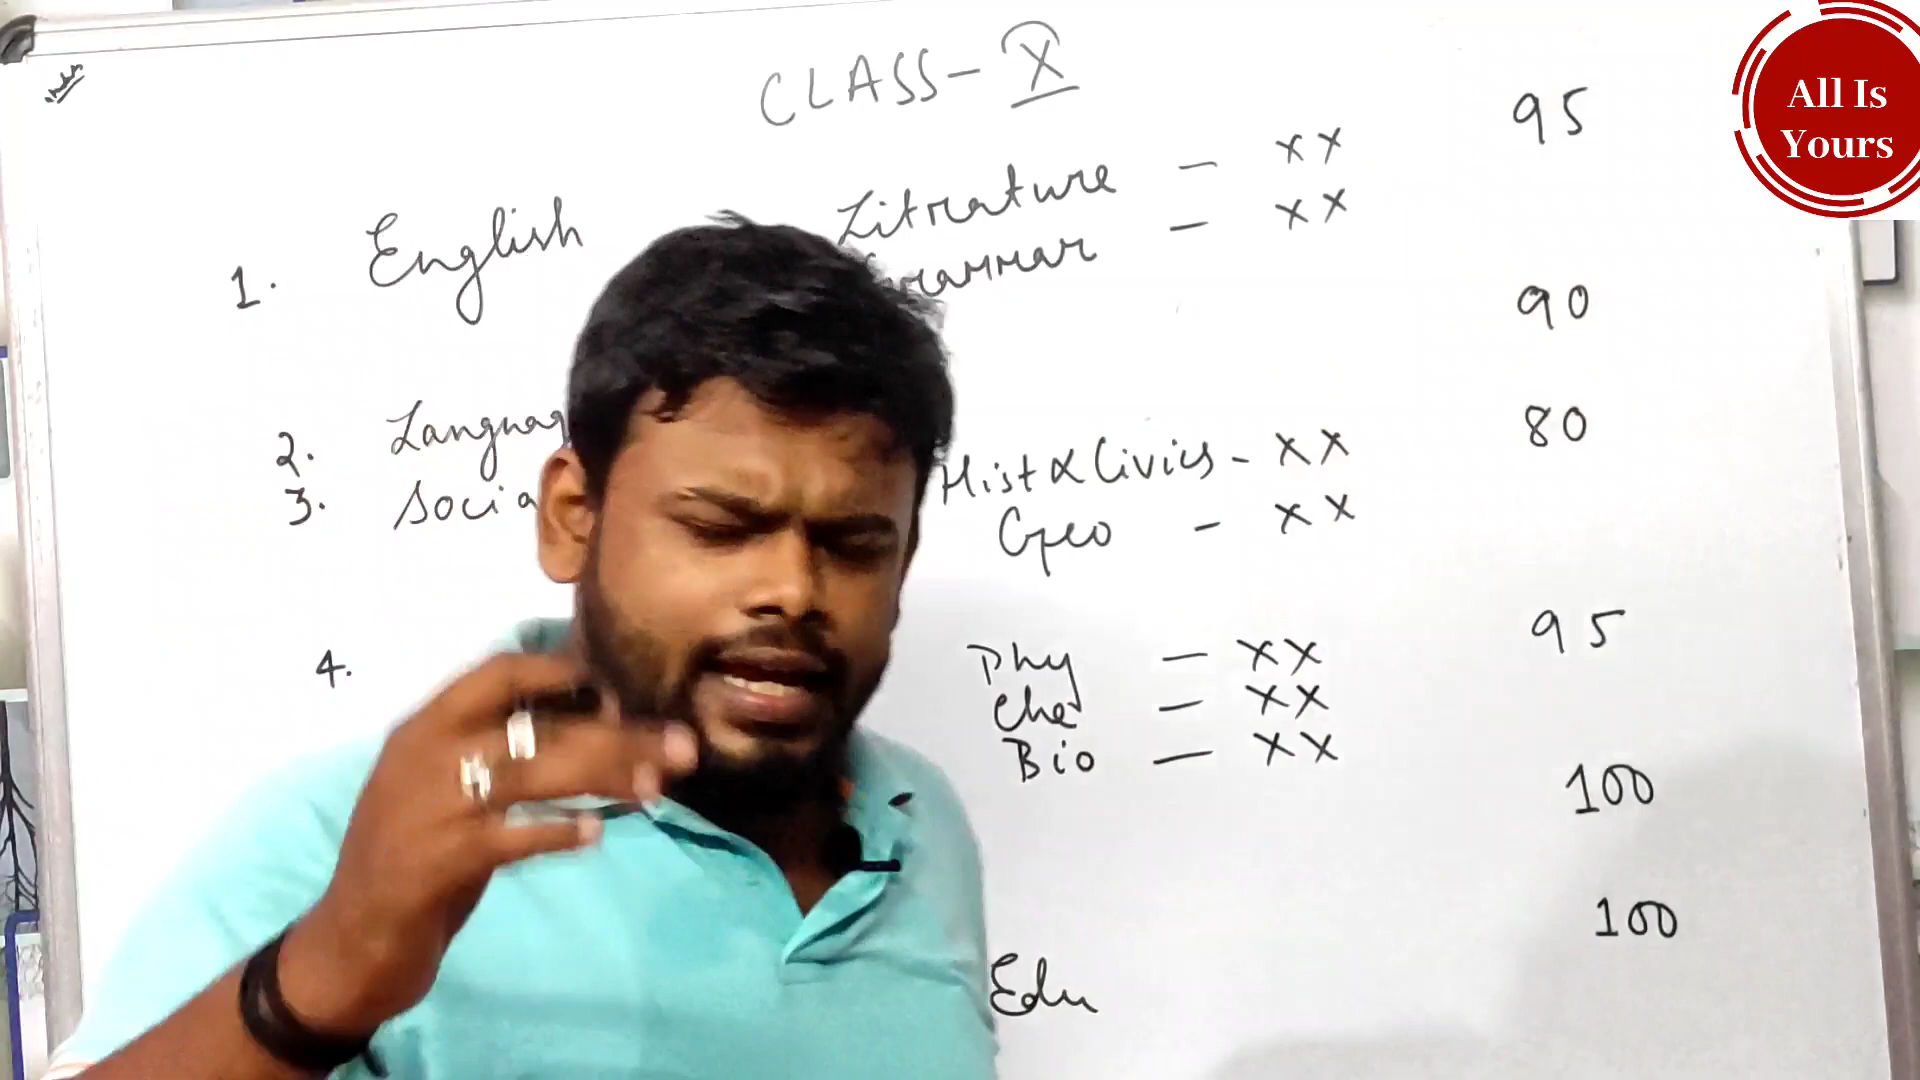 CLASS - X
All Is
Yours
1. English Litrature - xx 95
rammar - xx
90
2. Languag
3. Socia Hist & Civics - xx 80
Geo - xx
4. Phy - xx 95
Che - xx
Bio - xx
100
100
Edu